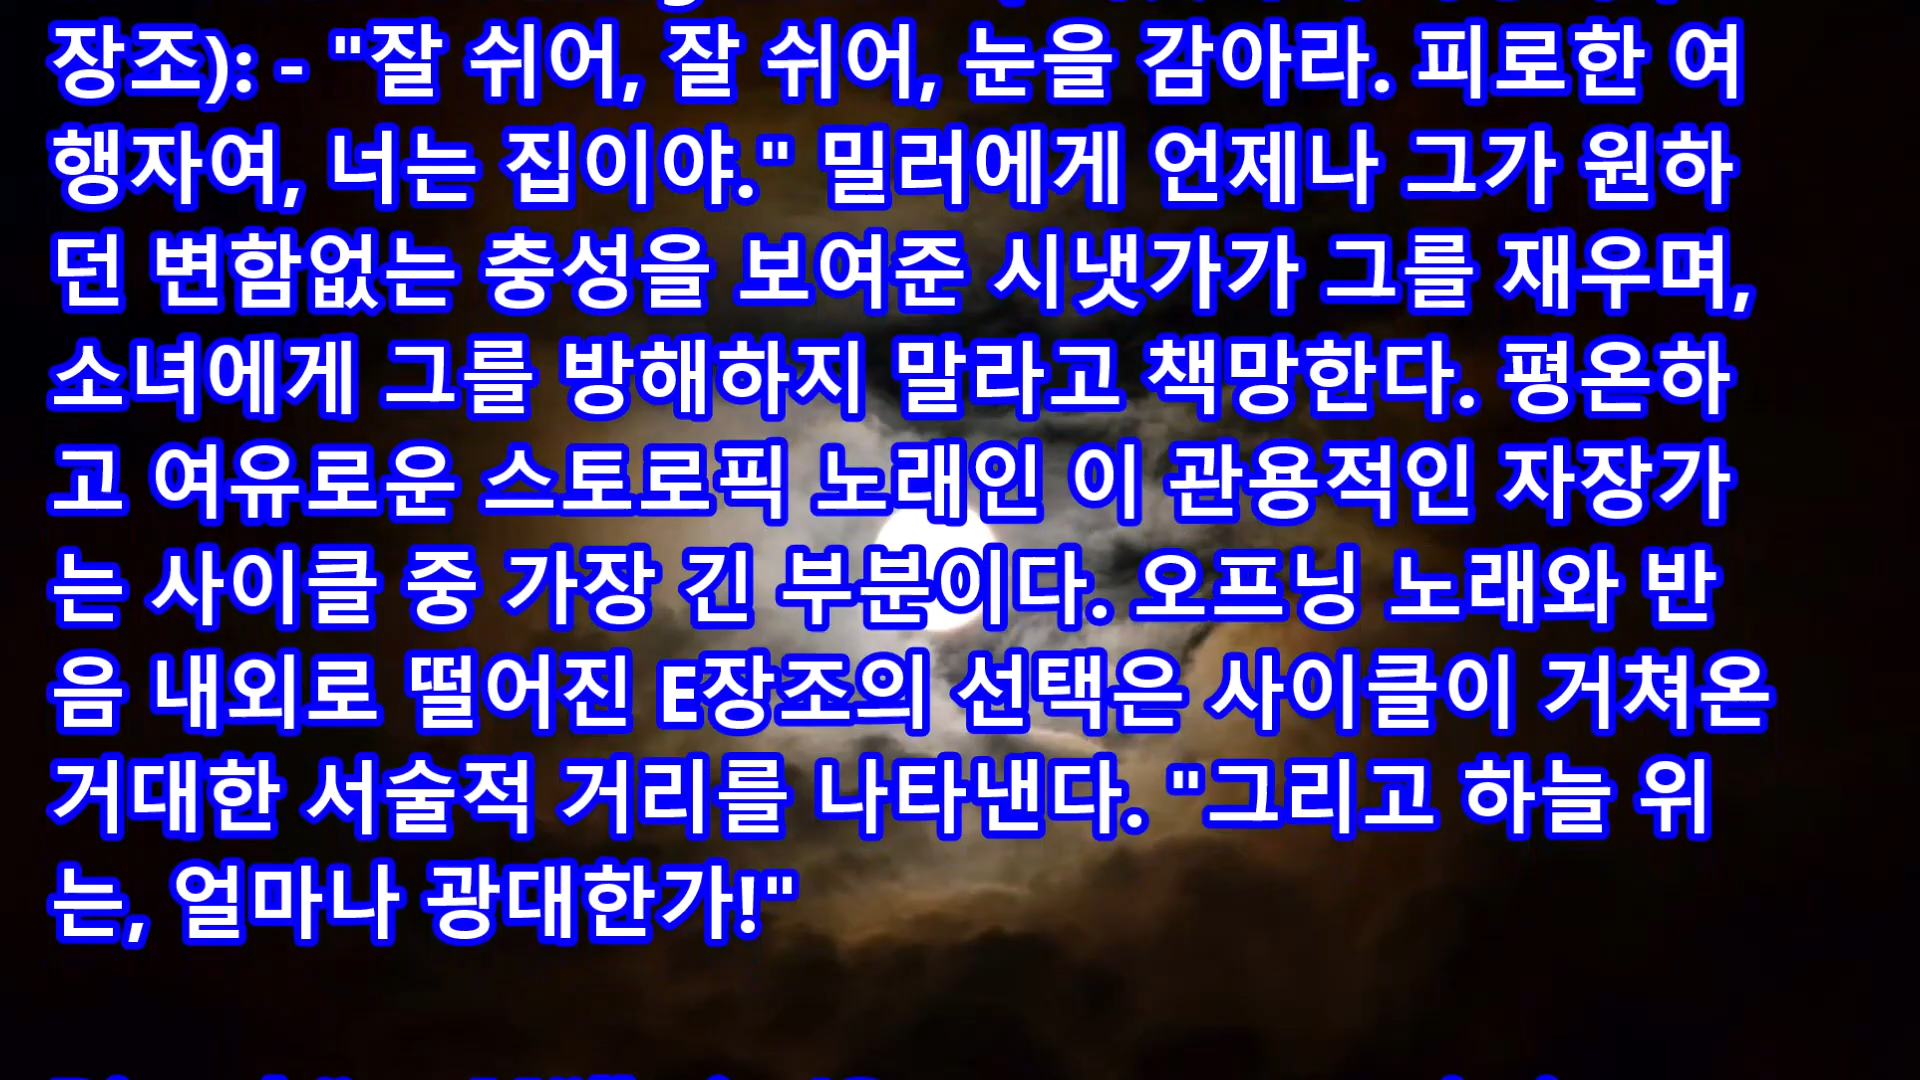 장조): - "잘 쉬어, 잘 쉬어, 눈을 감아라. 피로한 여
행자여, 너는 집이야." 밀러에게 언제나 그가 원하
던 변함없는 충성을 보여준 시냇가가 그를 재우며,
소녀에게 그를 방해하지 말라고 책망한다. 평온하
고 여유로운 스토로픽 노래인 이 관용적인 자장가
는 사이클 중 가장 긴 부분이다. 오프닝 노래와 반
음 내외로 떨어진 E장조의 선택은 사이클이 거쳐온
거대한 서술적 거리를 나타낸다. "그리고 하늘 위
는, 얼마나 광대한가!"